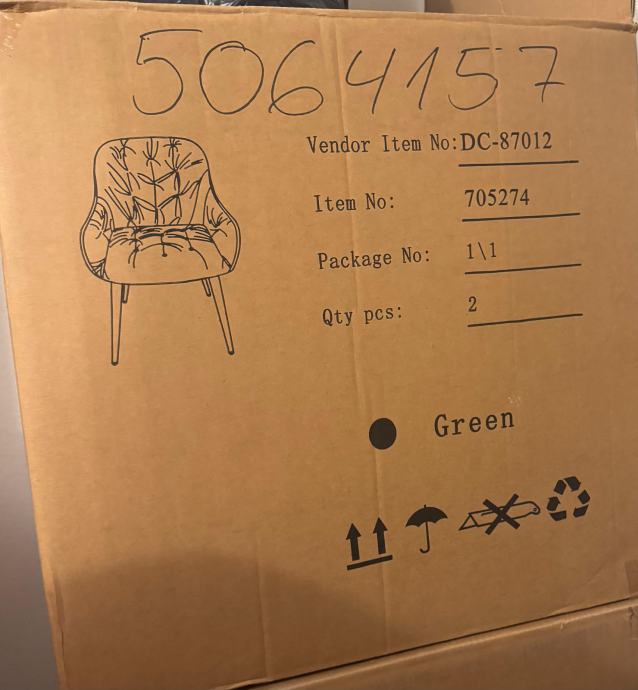 5064157
Vendor Item No: DC-87012
Item No: 705274
Package No: 1\1
Qty pcs: 2
Green